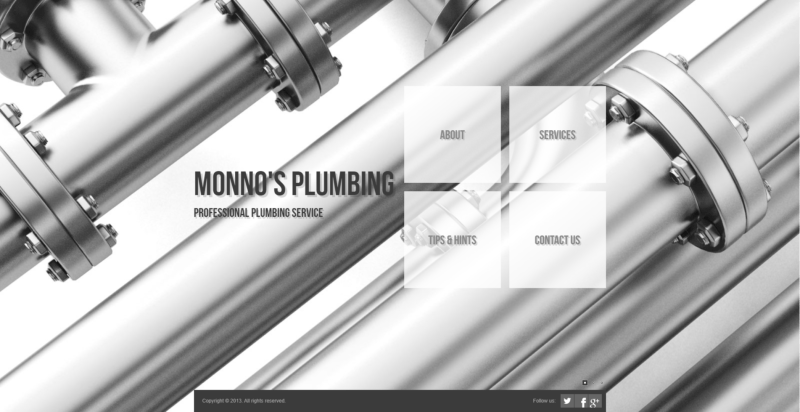 ABOUT
SERVICES
MONNO'S PLUMBING
PROFESSIONAL PLUMBING SERVICE
TIPS & HINTS
CONTACT US
Copyright © 2013. All rights reserved.
Follow us: